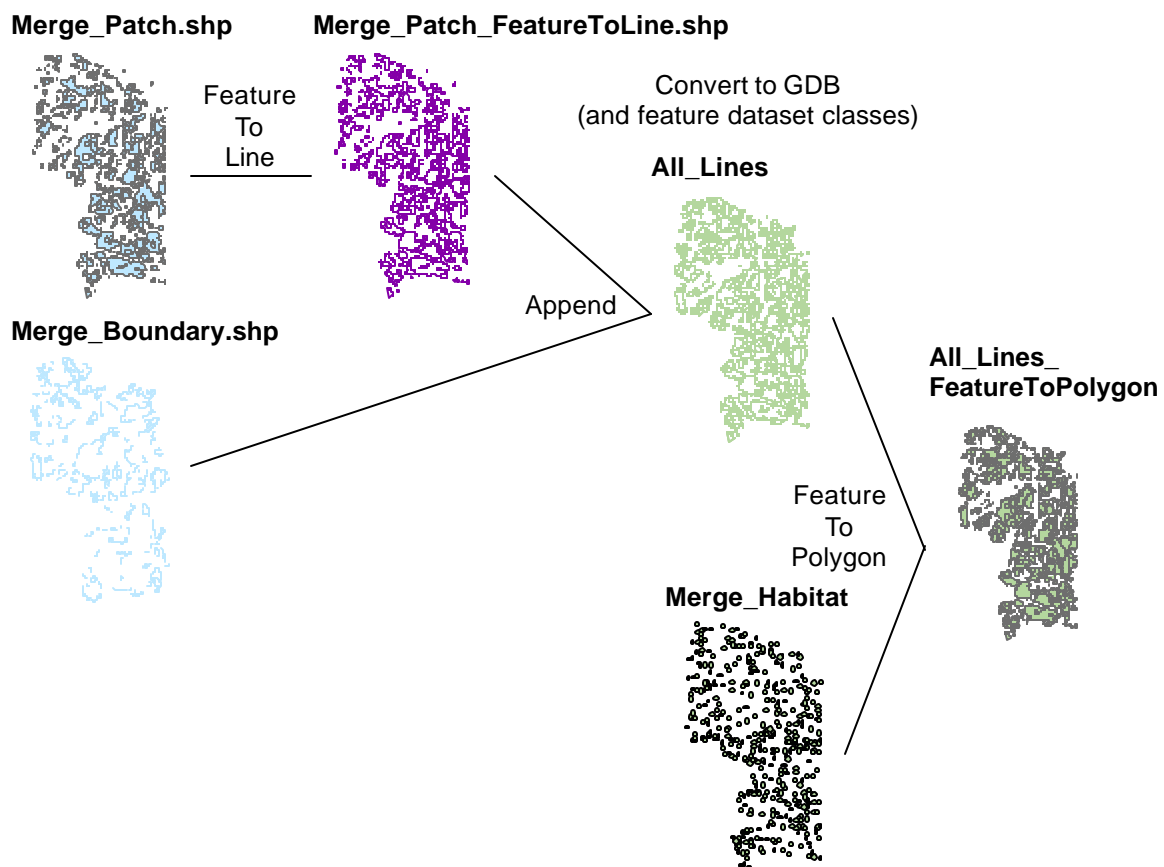 Merge_Patch.shp
Merge_Patch_FeatureToLine.shp
Feature
To
Line
Convert to GDB
(and feature dataset classes)
All_Lines
Append
Merge_Boundary.shp
All_Lines_
FeatureToPolygon
Feature
To
Polygon
Merge_Habitat